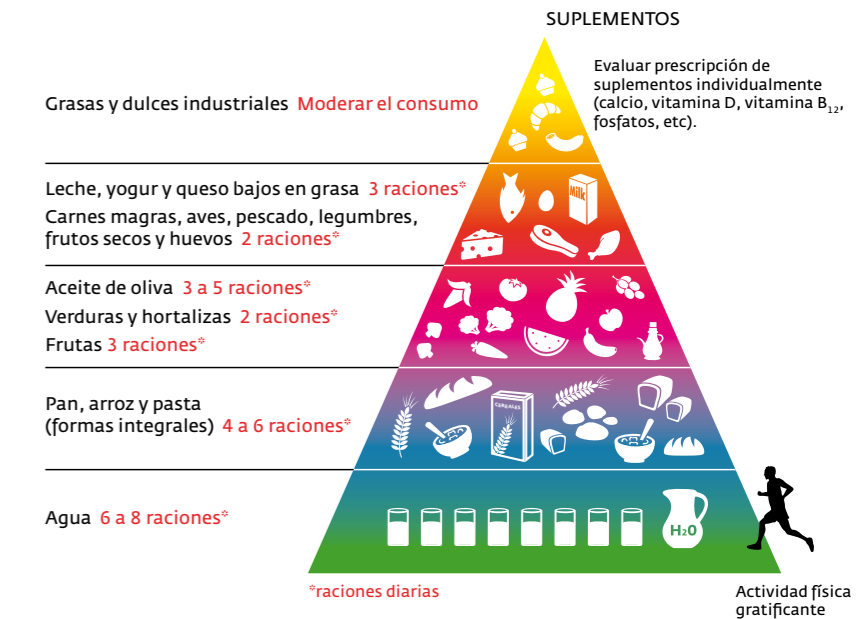 SUPLEMENTOS
Evaluar prescripción de
suplementos individualmente
(calcio, vitamina D, vitamina B₁₂,
fosfatos, etc).
Grasas y dulces industriales Moderar el consumo
Leche, yogur y queso bajos en grasa 3 raciones*
Carnes magras, aves, pescado, legumbres,
frutos secos y huevos 2 raciones*
Milk
Aceite de oliva 3 a 5 raciones*
Verduras y hortalizas 2 raciones*
Frutas 3 raciones*
Pan, arroz y pasta
(formas integrales) 4 a 6 raciones*
CEREALES
Agua 6 a 8 raciones*
H₂0
*raciones diarias
Actividad física
gratificante